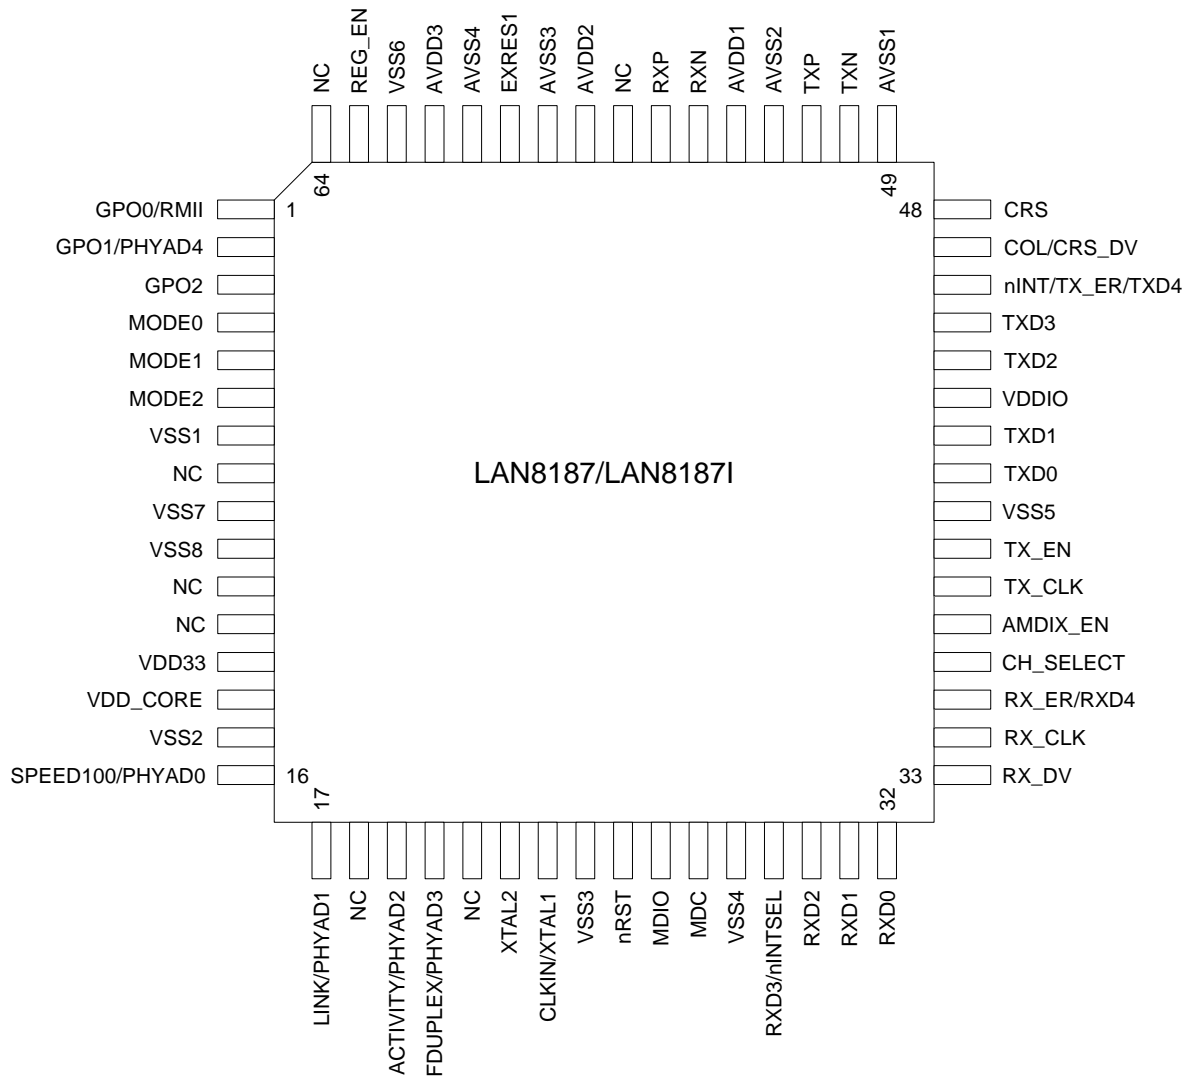 NC
REG_EN
VSS6
AVDD3
AVSS4
EXRES1
AVSS3
AVDD2
NC
RXP
RXN
AVDD1
AVSS2
TXP
TXN
AVSS1
64
49
GPO0/RMII
1
48
CRS
GPO1/PHYAD4
COL/CRS_DV
GPO2
nINT/TX_ER/TXD4
MODE0
TXD3
MODE1
TXD2
MODE2
VDDIO
VSS1
TXD1
NC
LAN8187/LAN8187I
TXD0
VSS7
VSS5
VSS8
TX_EN
NC
TX_CLK
NC
AMDIX_EN
VDD33
CH_SELECT
VDD_CORE
RX_ER/RXD4
VSS2
RX_CLK
SPEED100/PHYAD0
16
33
RX_DV
17
32
LINK/PHYAD1
NC
ACTIVITY/PHYAD2
FDUPLEX/PHYAD3
NC
XTAL2
CLKIN/XTAL1
VSS3
nRST
MDIO
MDC
VSS4
RXD3/nINTSEL
RXD2
RXD1
RXD0